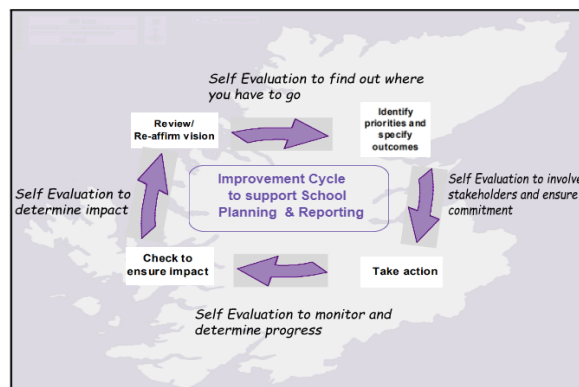 Self Evaluation to find out where
you have to go
Review/
Re-affirm vision
Identify
priorities and
specify
outcomes
Improvement Cycle
to support School
Planning & Reporting
Self Evaluation to
determine impact
Self Evaluation to involve
stakeholders and ensure
commitment
Check to
ensure impact
Take action
Self Evaluation to monitor and
determine progress